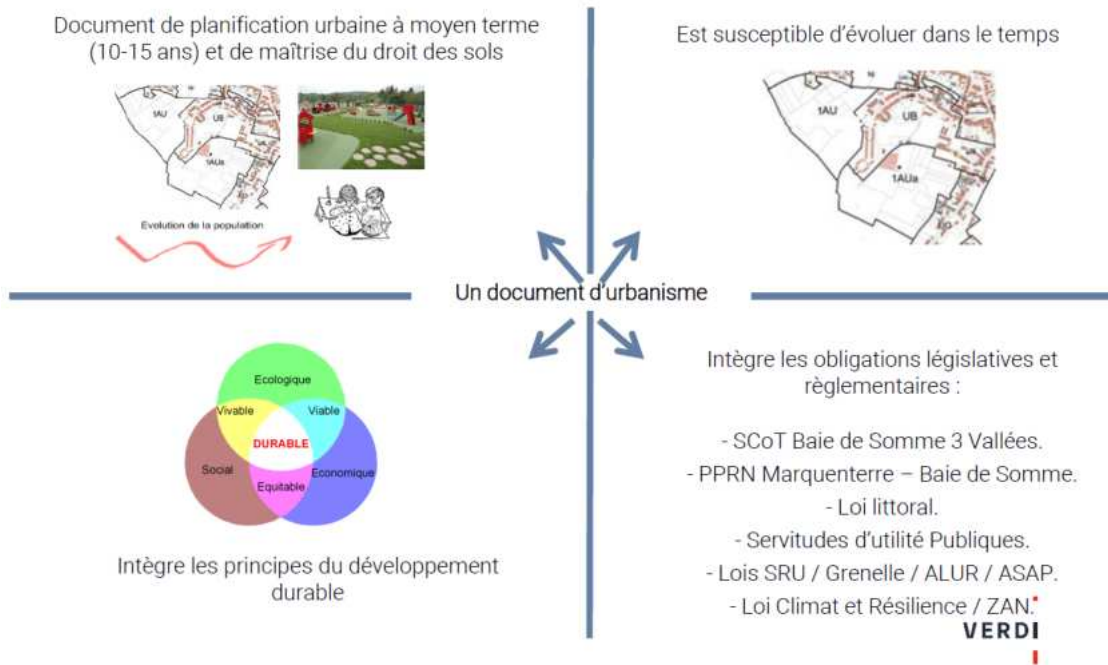 Document de planification urbaine à moyen terme
(10-15 ans) et de maîtrise du droit des sols
1AU
UB
1AUa
Evolution de la population
Est susceptible d'évoluer dans le temps
1AU
UB
1AUa
Un document d'urbanisme
Ecologique
Vivable
Viable
DURABLE
Social
Economique
Equitable
Intègre les principes du développement
durable
Intègre les obligations législatives et
règlementaires :
- SCoT Baie de Somme 3 Vallées.
- PPRN Marquenterre – Baie de Somme.
- Loi littoral.
- Servitudes d'utilité Publiques.
- Lois SRU / Grenelle / ALUR / ASAP.
- Loi Climat et Résilience / ZAN.
VERDI